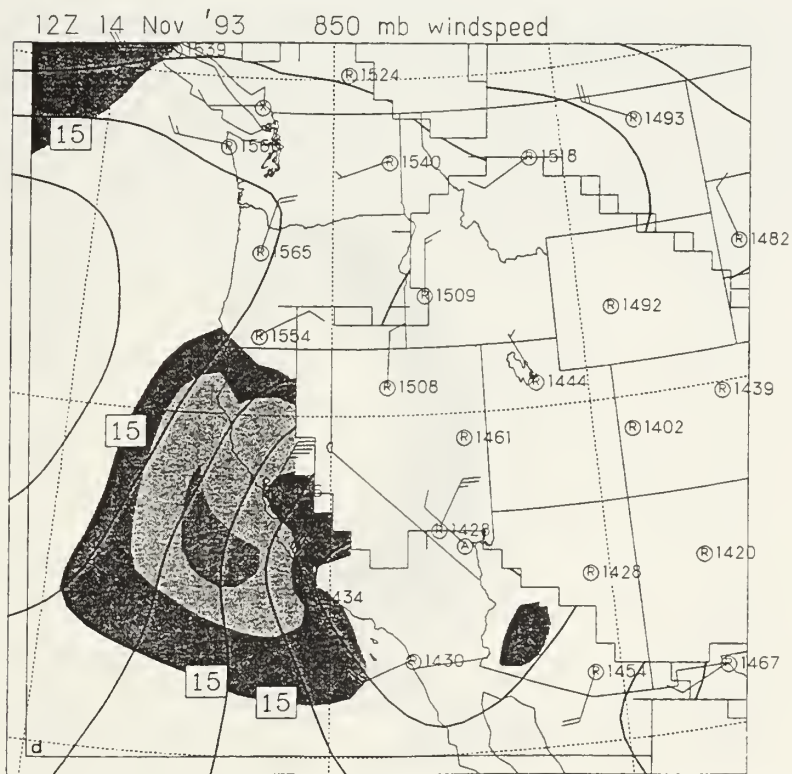 12Z 14 Nov '93 850 mb windspeed
1539
R 1524
X
R 1493
15
R
R 1540
R 1518
R 1482
R 1565
R 1509
R 1492
R 1554
R 1508
R 1444
R 1439
15
R 1461
R 1402
R 1428
A
R 1420
R 1428
434
R 1430
R 1454
R 1467
15
15
d